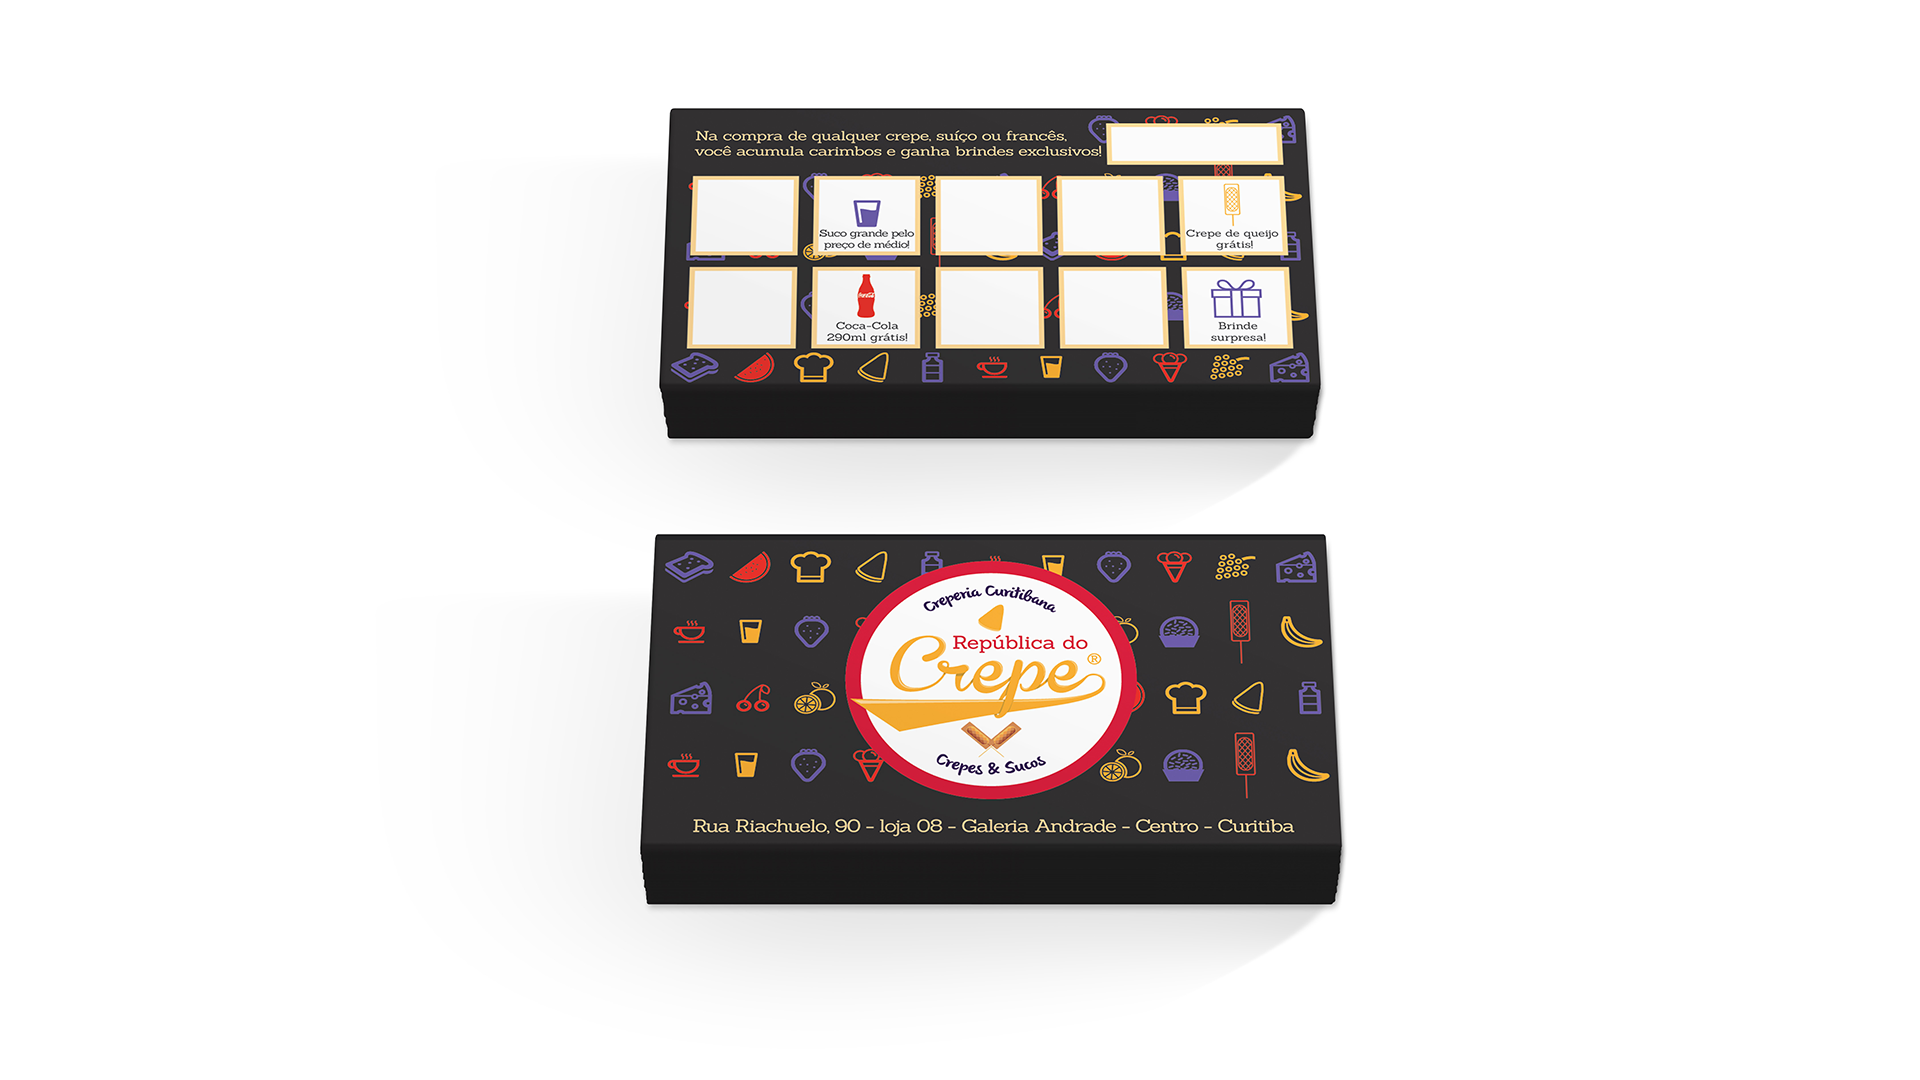 Na compra de qualquer crepe, suíço ou francês,
você acumula carimbos e ganha brindes exclusivos!
Suco grande pelo
preço de médio!
Crepe de queijo
grátis!
Coca-Cola
Coca-Cola
290ml grátis!
Brinde
surpresa!
Creperia Curitibana
República do
Crepe®
Crepes & Sucos
Rua Riachuelo, 90 - loja 08 - Galeria Andrade - Centro - Curitiba